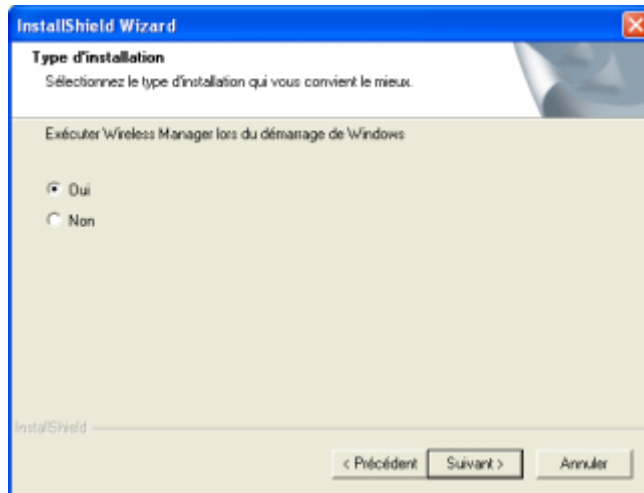 InstallShield Wizard
Type d'installation
Sélectionnez le type d'installation qui vous convient le mieux.
Exécuter Wireless Manager lors du démarrage de Windows
Oui
Non
InstallShield
< Précédent Suivant > Annuler